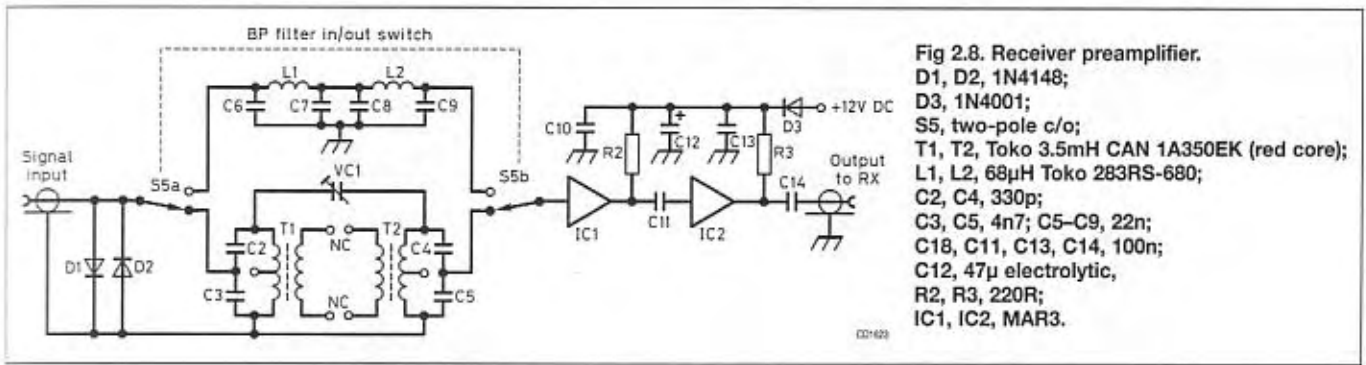 BP filter in/out switch
L1
L2
C6
C7
C8
C9
Signal
input
S5a
S5b
VC1
D1
D2
C2
C3
T1
NC
NC
T2
C4
C5
C10
R2
C12
+
C13
R3
D3
+12V DC
IC1
C11
IC2
C14
Output
to RX
Fig 2.8. Receiver preamplifier.
D1, D2, 1N4148;
D3, 1N4001;
S5, two-pole c/o;
T1, T2, Toko 3.5mH CAN 1A350EK (red core);
L1, L2, 68µH Toko 283RS-680;
C2, C4, 330p;
C3, C5, 4n7; C5–C9, 22n;
C18, C11, C13, C14, 100n;
C12, 47µ electrolytic,
R2, R3, 220R;
IC1, IC2, MAR3.